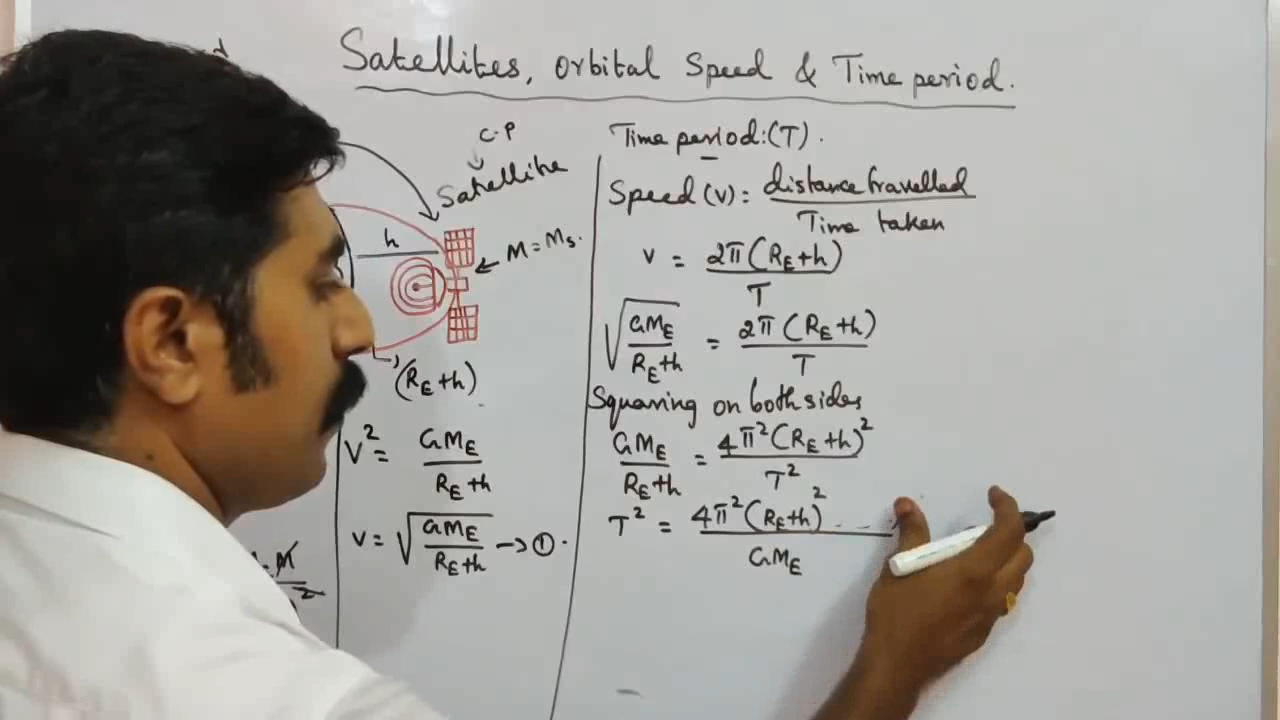 Satellites, Orbital Speed & Time period.
C.P
Satellite
h
M = Ms.
(RE+h)
V² = GME/RE+h
v = √GME/RE+h → ①.
Time period:(T).
Speed (v) = distance travelled/Time taken
v = 2π(RE+h)/T
√GME/RE+h = 2π(RE+h)/T
Squaring on both sides
GME/RE+h = 4π²(RE+h)²/T²
T² = 4π²(RE+h)²/GME